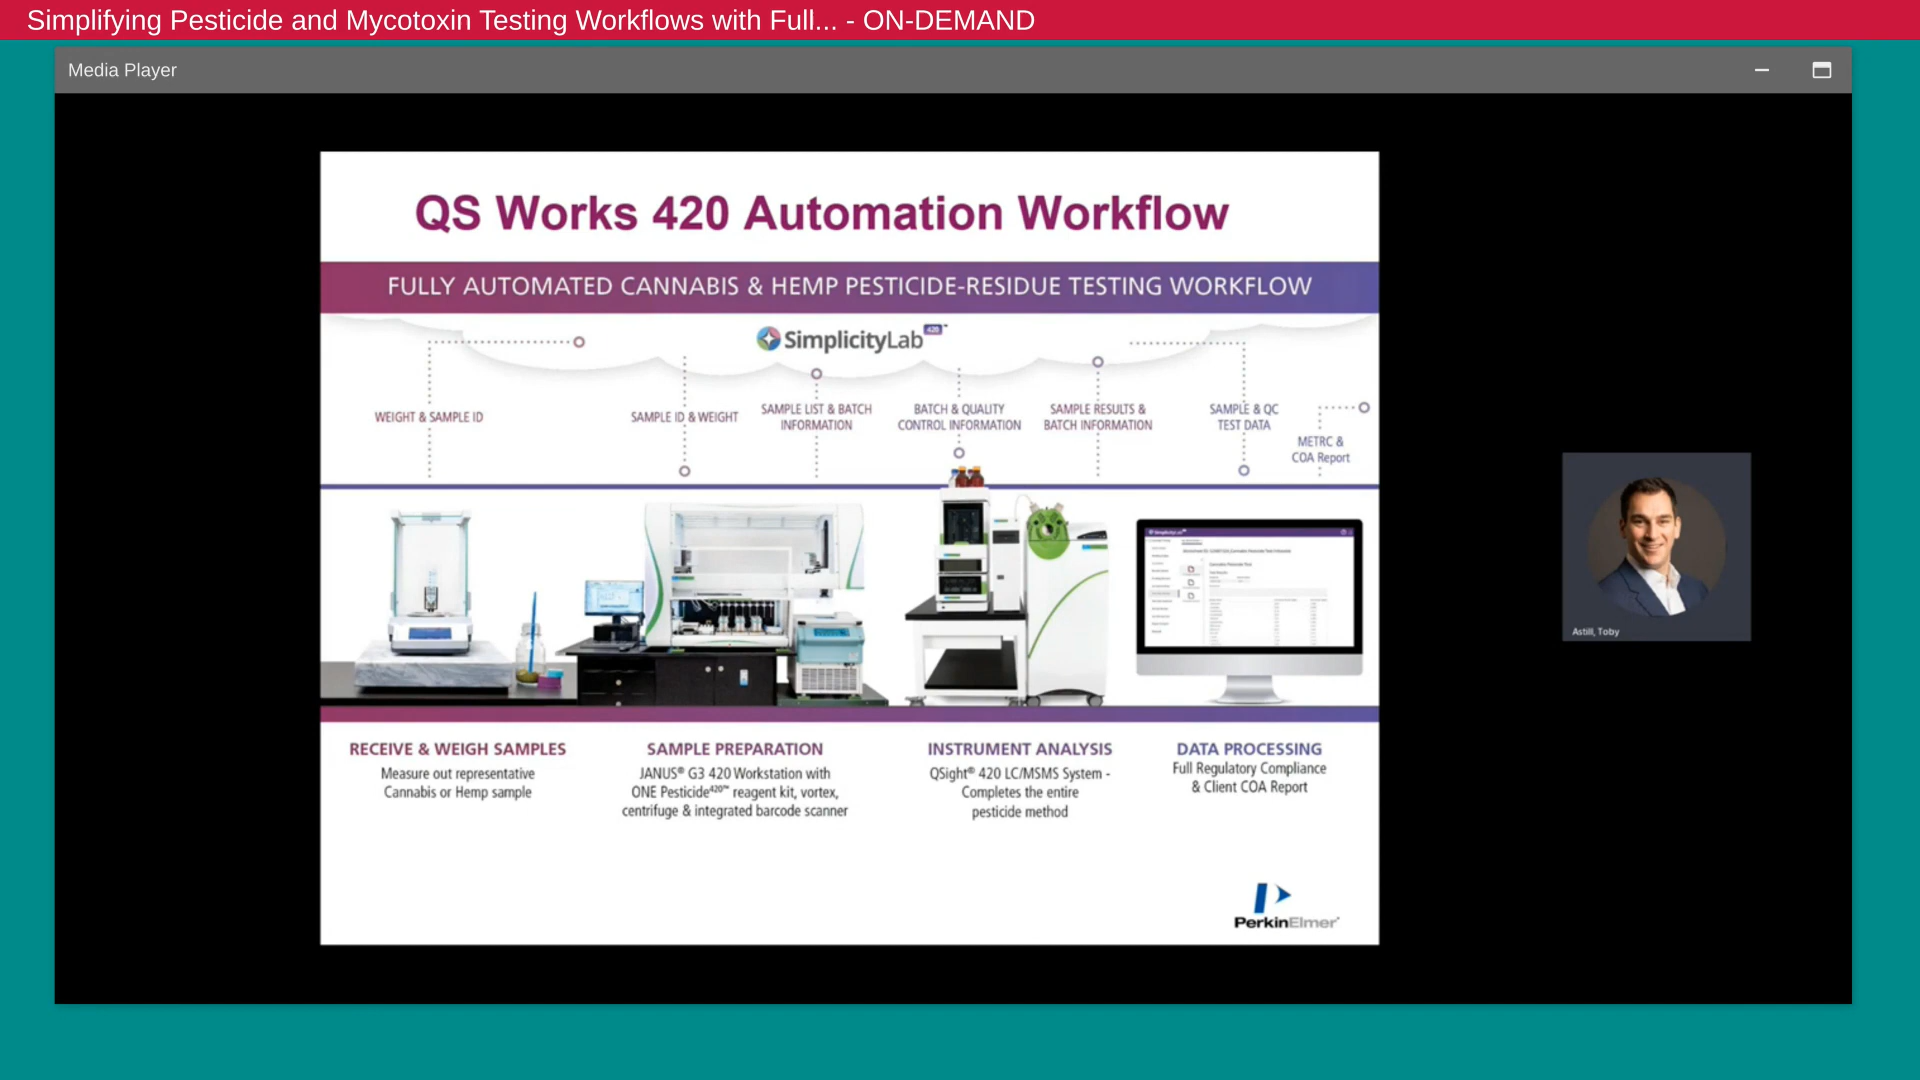 Simplifying Pesticide and Mycotoxin Testing Workflows with Full... - ON-DEMAND
Media Player
QS Works 420 Automation Workflow
FULLY AUTOMATED CANNABIS & HEMP PESTICIDE-RESIDUE TESTING WORKFLOW
SimplicityLab 420™
WEIGHT & SAMPLE ID
SAMPLE ID & WEIGHT
SAMPLE LIST & BATCH
INFORMATION
BATCH & QUALITY
CONTROL INFORMATION
SAMPLE RESULTS &
BATCH INFORMATION
SAMPLE & QC
TEST DATA
METRC &
COA Report
Astill, Toby
RECEIVE & WEIGH SAMPLES
Measure out representative
Cannabis or Hemp sample
SAMPLE PREPARATION
JANUS® G3 420 Workstation with
ONE Pesticide420™ reagent kit, vortex,
centrifuge & integrated barcode scanner
INSTRUMENT ANALYSIS
QSight® 420 LC/MSMS System -
Completes the entire
pesticide method
DATA PROCESSING
Full Regulatory Compliance
& Client COA Report
PerkinElmer®